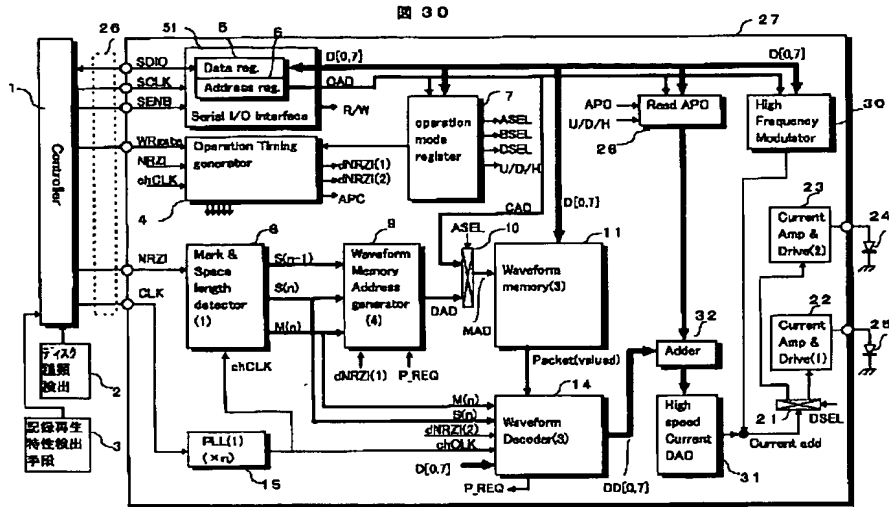 図 30
26
51
5
6
27
SDIO
Data reg.
D[0,7]
D[0,7]
SCLK
Address reg.
OAD
1
SENB
Serial I/O Interface
R/W
7
operation
mode
register
ASEL
BSEL
DSEL
U/D/H
APO
U/D/H
Read APO
26
High
Frequency
Modulator
30
Controller
WRgate
Operation Timing
generator
NRZI
dNRZI(1)
chCLK
dNRZI(2)
APC
4
D[0,7]
OAD
23
Current
Amp &
Drive(2)
24
8
9
ASEL
10
11
NRZI
Mark &
Space
length
detector
(1)
S(n-1)
S(n)
M(n)
Waveform
Memory
Address
generator
(4)
DAD
MAD
Waveform
memory(3)
CLK
22
Current
Amp &
Drive(1)
25
32
Adder
ディスク
種類
検出
2
chCLK
dNRZI(1)
P_REQ
Packet(valued)
14
21
DSEL
記録再生
特性検出
手段
3
PLL(1)
(×n)
15
M(n)
S(n)
dNRZI(2)
chCLK
D[0,7]
Waveform
Decoder(3)
P_REQ
DD[0,7]
High
speed
Current
DAC
31
Current add